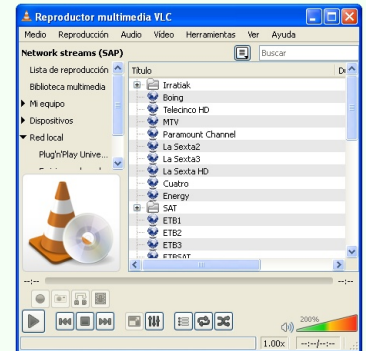 Reproductor multimedia VLC
Medio Reproducción Audio Vídeo Herramientas Ver Ayuda
Network streams (SAP)
Buscar
Lista de reproducción
Biblioteca multimedia
Mi equipo
Dispositivos
Red local
Plug'n'Play Unive...
Título
Irratiak
Boing
Telecinco HD
MTV
Paramount Channel
La Sexta2
La Sexta3
La Sexta HD
Cuatro
Energy
SAT
ETB1
ETB2
ETB3
ETBSAT
--:-- --:--
200%
1.00x --:--/--:--